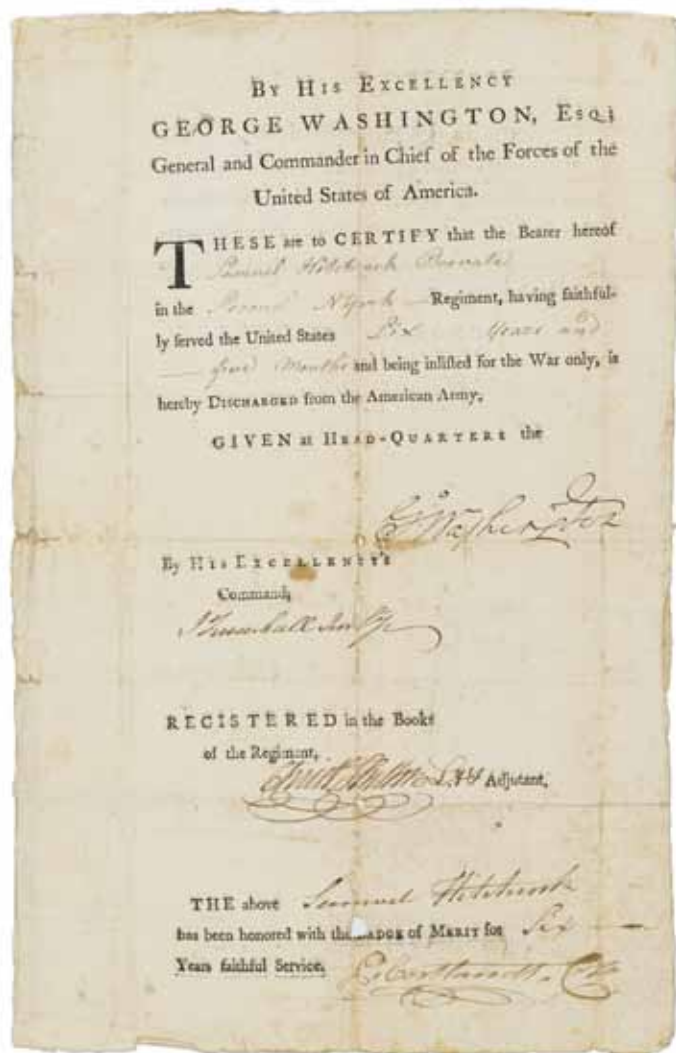 BY HIS EXCELLENCY
GEORGE WASHINGTON, Esq;
General and Commander in Chief of the Forces of the
United States of America.
THESE are to CERTIFY that the Bearer hereof
Samuel Hitchcock Private
in the Second NYork Regiment, having faithful-
ly served the United States Six Years and
Months and being inlisted for the War only, is
hereby DISCHARGED from the American Army.
GIVEN at HEAD-QUARTERS the
G Washington
By HIS EXCELLENCY'S
Command,
J Trumbull Jun
REGISTERED in the Books
of the Regiment,
Adjutant,
THE above Samuel Hitchcock
has been honored with the BADGE of MERIT for Six
Years faithful Service.
P Cortlandt. Col